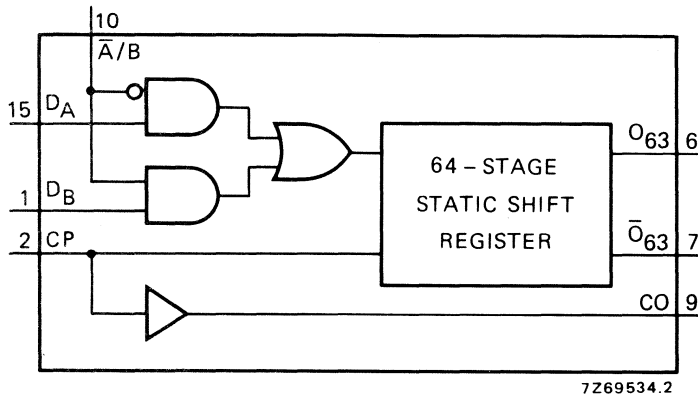 10
A̅/B
15 DA
1 DB
2 CP
64 – STAGE
STATIC SHIFT
REGISTER
O63 6
O̅63 7
CO 9
7Z69534.2